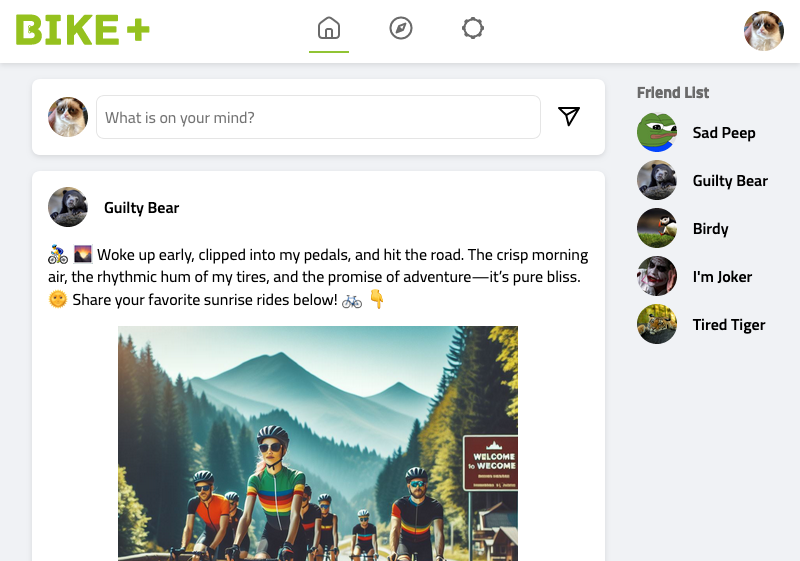 BIKE +
What is on your mind?
Guilty Bear
🚴 🌄 Woke up early, clipped into my pedals, and hit the road. The crisp morning
air, the rhythmic hum of my tires, and the promise of adventure—it’s pure bliss.
🌞 Share your favorite sunrise rides below! 🚲 👇
WELCOME
to WECOME
Friend List
Sad Peep
Guilty Bear
Birdy
I'm Joker
Tired Tiger